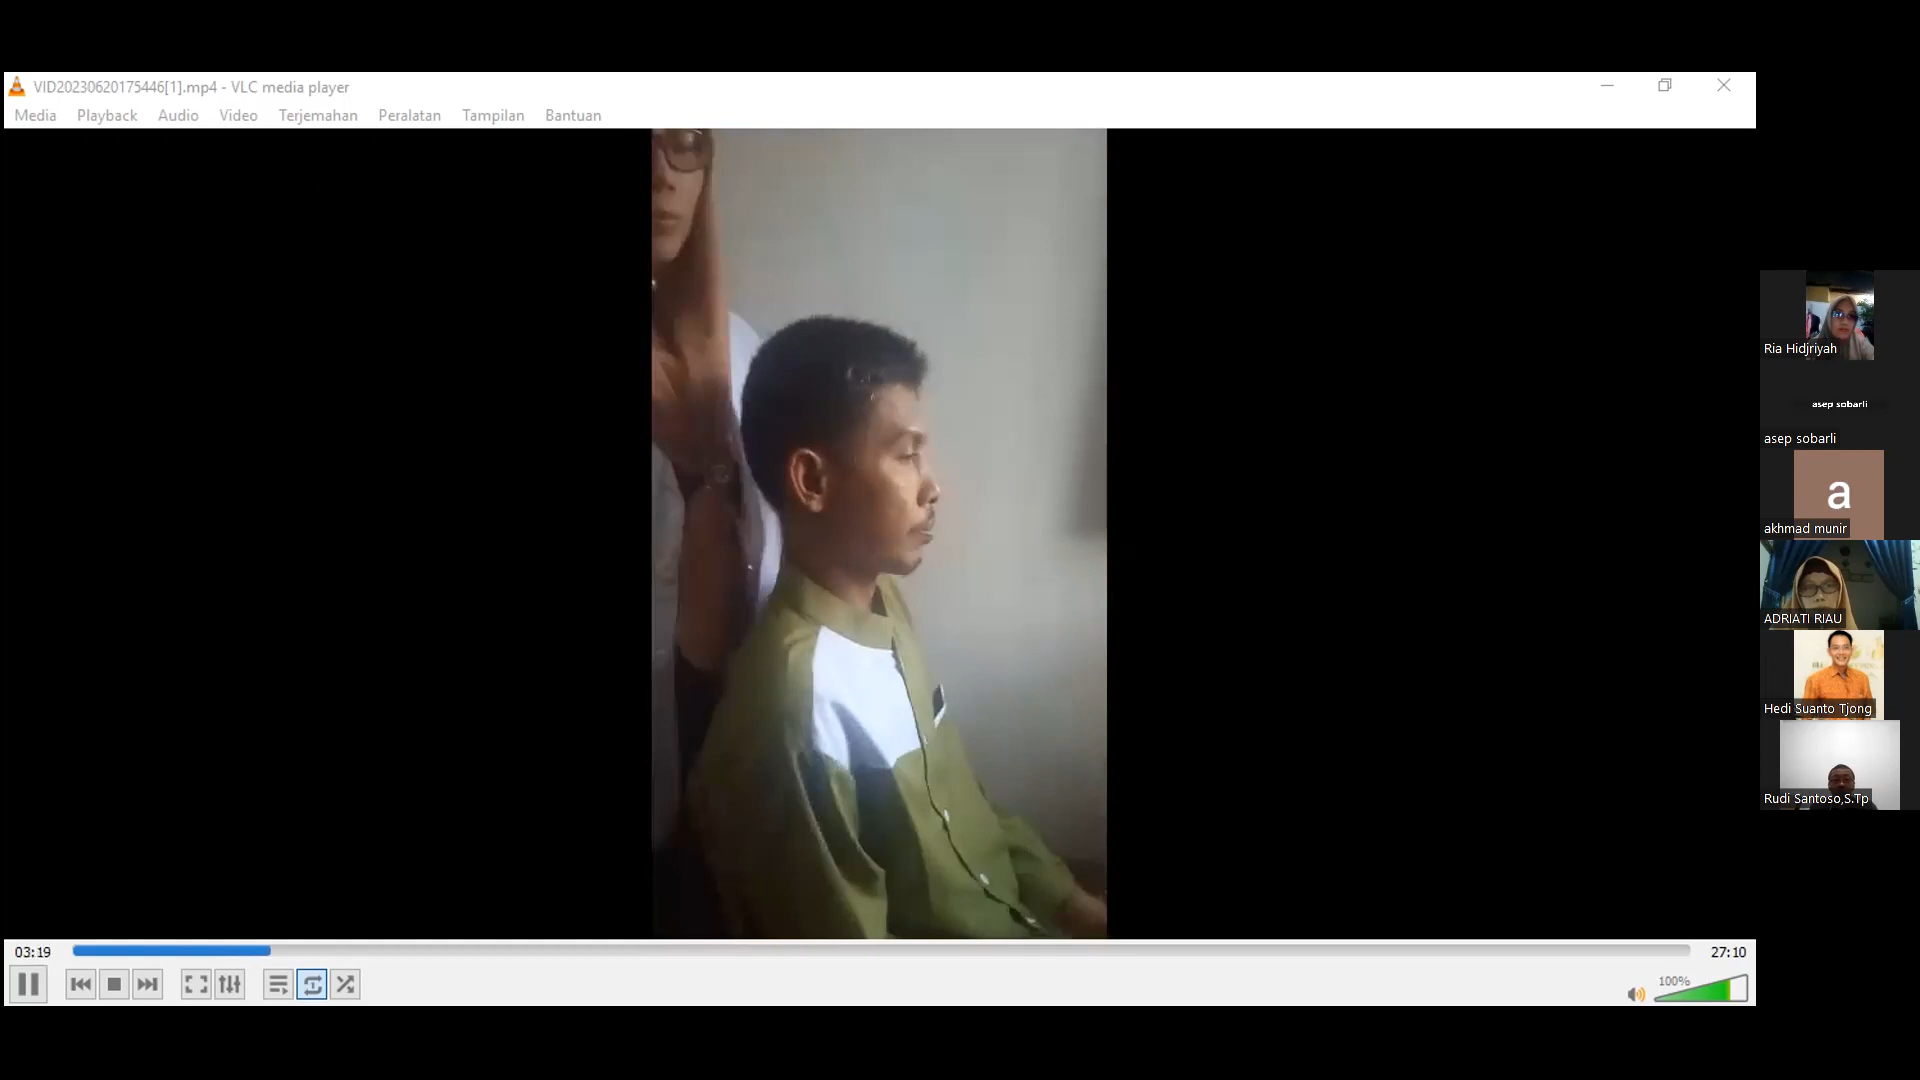 VID20230620175446[1].mp4 - VLC media player
Media Playback Audio Video Terjemahan Peralatan Tampilan Bantuan
Ria Hidjriyah
asep sobarli
asep sobarli
a
akhmad munir
ADRIATI RIAU
Hedi Suanto Tjong
Rudi Santoso,S.Tp
03:19
27:10
100%